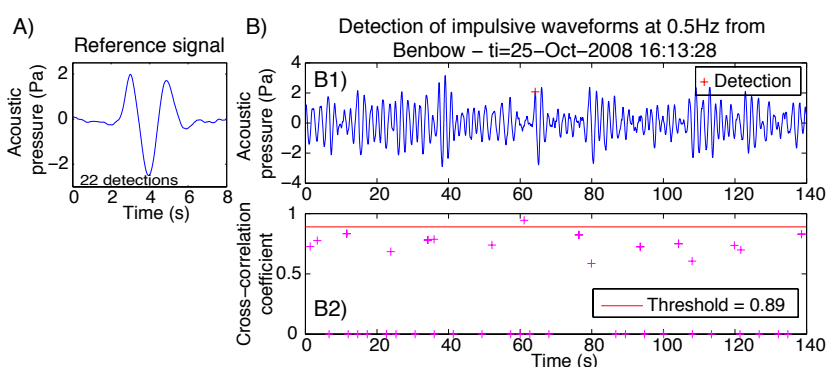 A)
Reference signal
Acoustic
pressure (Pa)
2
0
−2
22 detections
0 2 4 6 8
Time (s)
B)
Detection of impulsive waveforms at 0.5Hz from
Benbow − ti=25−Oct−2008 16:13:28
B1)
Detection
Acoustic
pressure (Pa)
4
2
0
−2
−4
0 20 40 60 80 100 120 140
Cross−correlation
coefficient
1
0.5
0
B2)
Threshold = 0.89
0 20 40 60 80 100 120 140
Time (s)